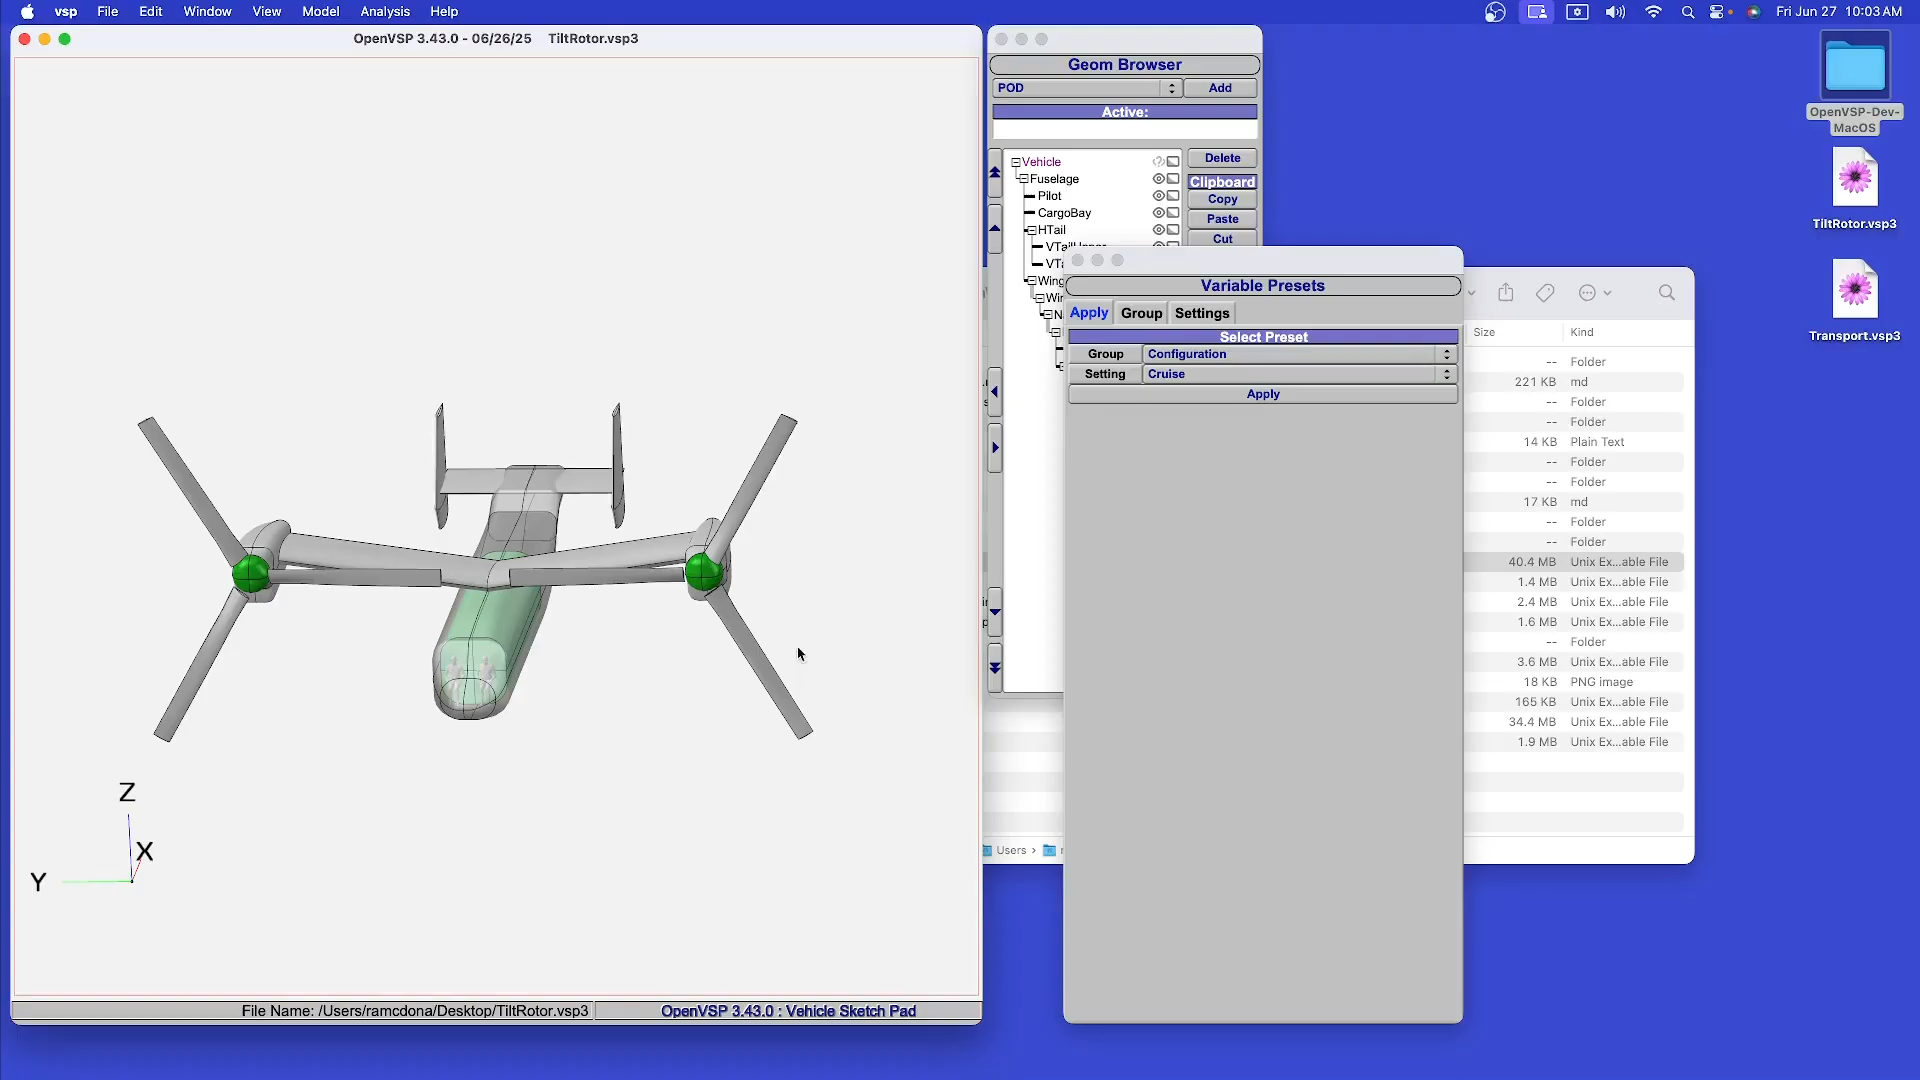 vsp File Edit Window View Model Analysis Help
Fri Jun 27 10:03 AM
OpenVSP 3.43.0 - 06/26/25 TiltRotor.vsp3
Geom Browser
POD
Add
Active:
Vehicle
Fuselage
Pilot
CargoBay
HTail
Wing
Delete
Clipboard
Copy
Paste
Cut
Variable Presets
Apply Group Settings
Select Preset
Group Configuration
Setting Cruise
Apply
Size Kind
-- Folder
221 KB md
-- Folder
-- Folder
14 KB Plain Text
-- Folder
-- Folder
17 KB md
-- Folder
-- Folder
40.4 MB Unix Ex...able File
1.4 MB Unix Ex...able File
2.4 MB Unix Ex...able File
1.6 MB Unix Ex...able File
-- Folder
3.6 MB Unix Ex...able File
18 KB PNG image
165 KB Unix Ex...able File
34.4 MB Unix Ex...able File
1.9 MB Unix Ex...able File
Users ›
OpenVSP-Dev-
MacOS
TiltRotor.vsp3
Transport.vsp3
Z
X
Y
File Name: /Users/ramcdona/Desktop/TiltRotor.vsp3
OpenVSP 3.43.0 : Vehicle Sketch Pad